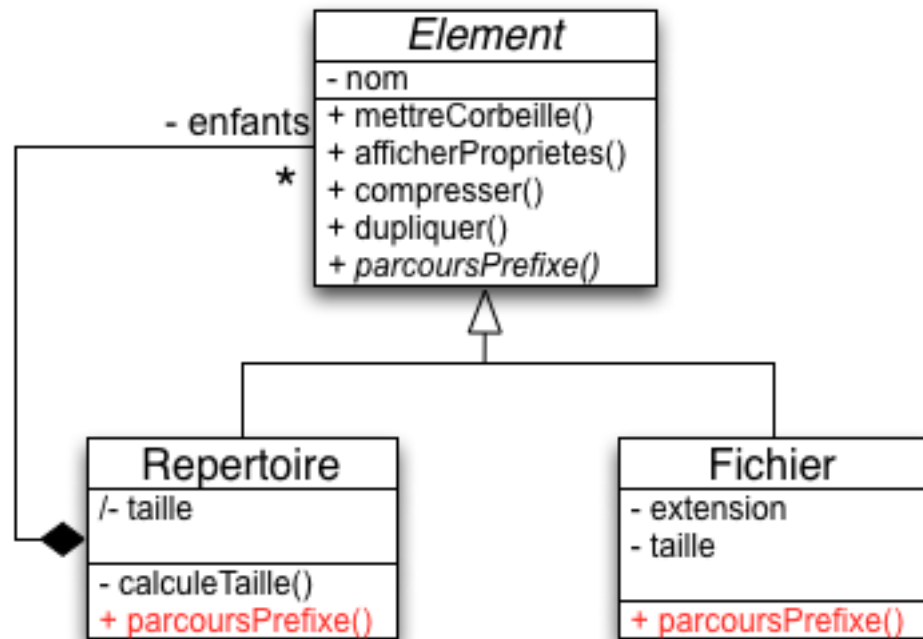 Element
- nom
- enfants
*
+ mettreCorbeille()
+ afficherProprietes()
+ compresser()
+ dupliquer()
+ parcoursPrefixe()
Repertoire
/- taille
- calculeTaille()
+ parcoursPrefixe()
Fichier
- extension
- taille
+ parcoursPrefixe()